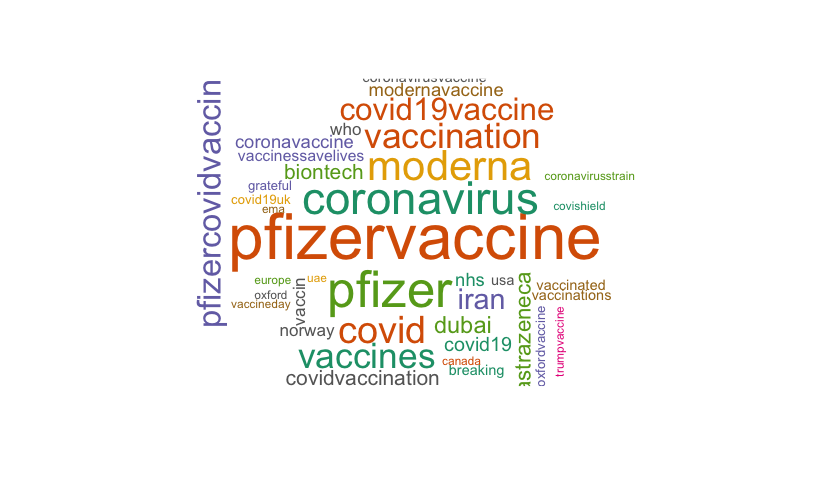 coronavirusvaccine
modernavaccine
covid19vaccine
who
vaccination
coronavaccine
vaccinessavelives
moderna
biontech
coronavirusstrain
grateful
coronavirus
covid19uk
covishield
ema
pfizervaccine
pfizercovidvaccin
europe
uae
pfizer
nhs
usa
iran
oxford
vaccineday
vaccin
astrazeneca
vaccinated
vaccinations
norway
covid
dubai
oxfordvaccine
trumpvaccine
covid19
vaccines
canada
breaking
covidvaccination